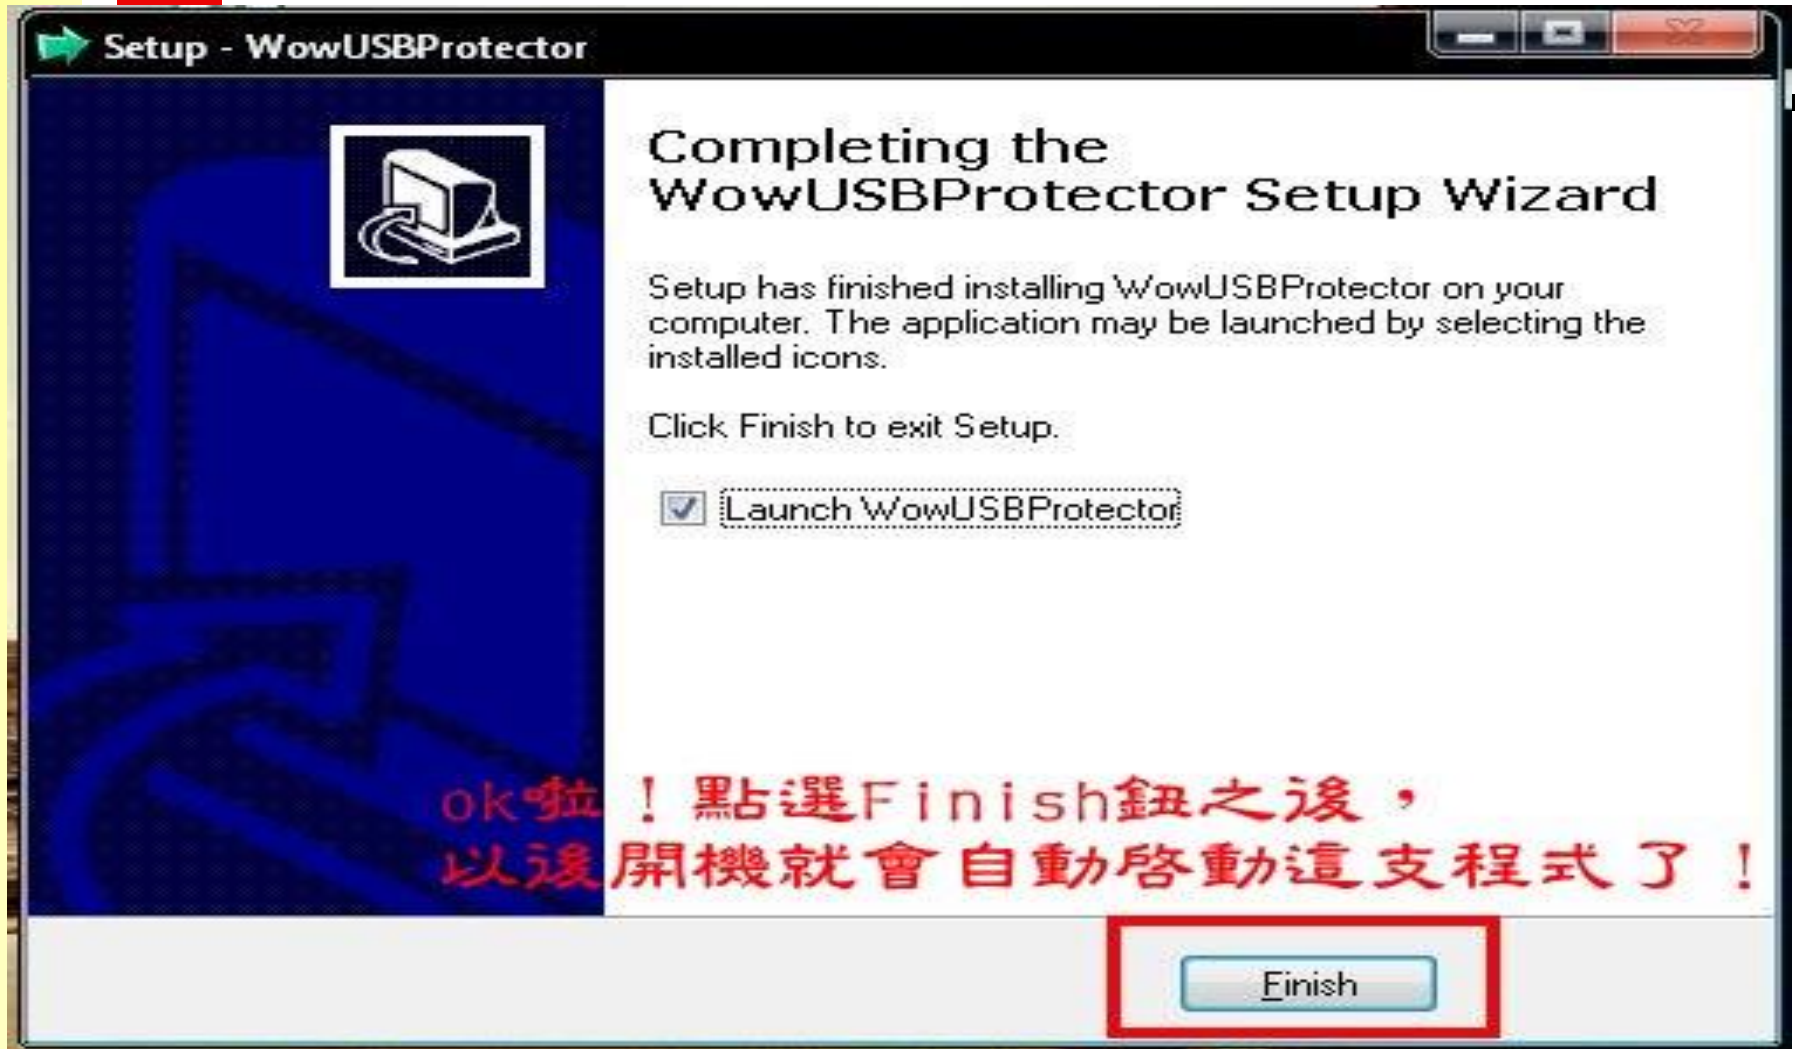 Setup - WowUSBProtector
Completing the
WowUSBProtector Setup Wizard
Setup has finished installing WowUSBProtector on your
computer. The application may be launched by selecting the
installed icons.
Click Finish to exit Setup.
Launch WowUSBProtector
ok啦！點選Finish鈕之後，
以後開機就會自動啓動這支程式了！
Finish